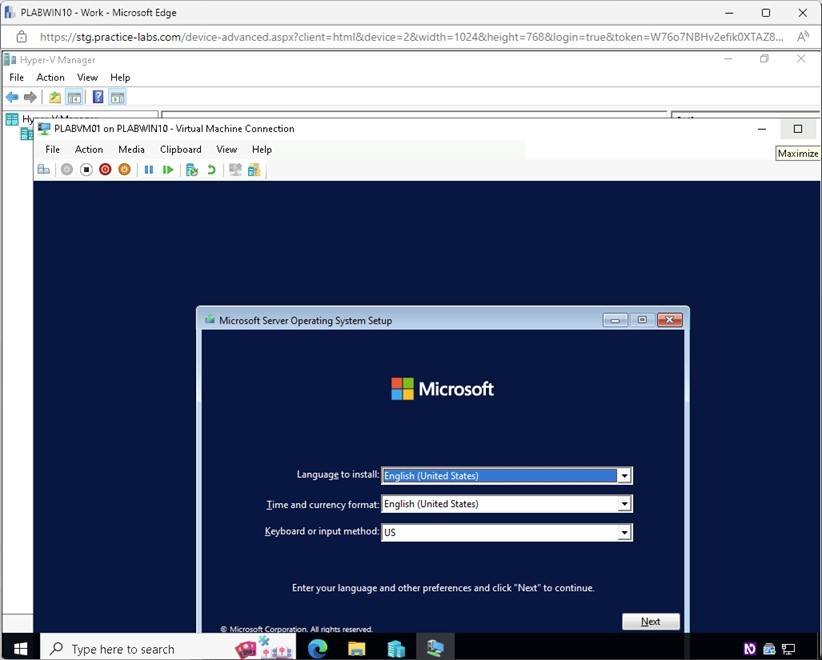 PLABWIN10 - Work - Microsoft Edge
https://stg.practice-labs.com/device-advanced.aspx?client=html&device=2&width=1024&height=768&login=true&token=W76o7NBHv2efik0XTAZ8...
Hyper-V Manager
File Action View Help
PLABVM01 on PLABWIN10 - Virtual Machine Connection
File Action Media Clipboard View Help
Maximize
Microsoft Server Operating System Setup
Microsoft
Language to install: English (United States)
Time and currency format: English (United States)
Keyboard or input method: US
Enter your language and other preferences and click "Next" to continue.
Next
© Microsoft Corporation. All rights reserved.
Type here to search